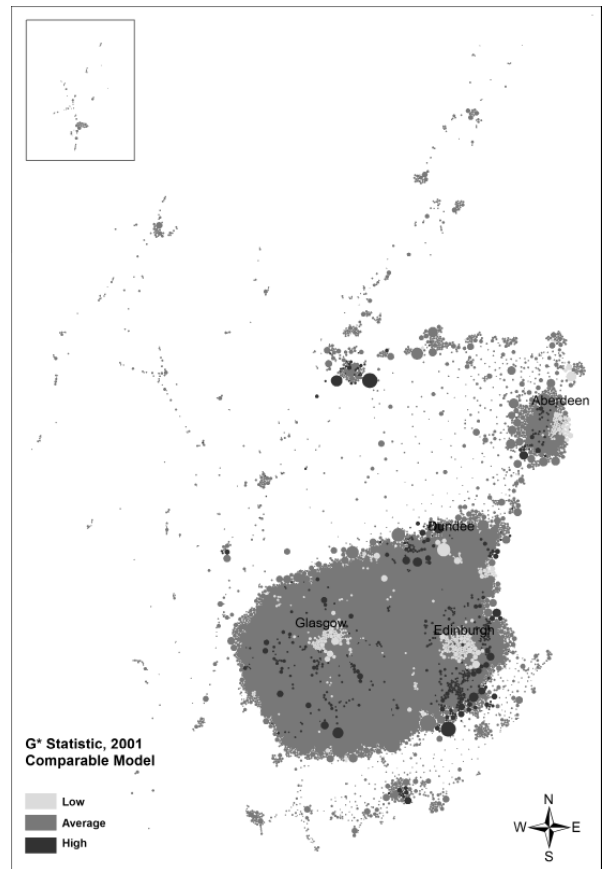 Aberdeen
Dundee
Glasgow
Edinburgh
G* Statistic, 2001
Comparable Model
Low
Average
High
N
W E
S